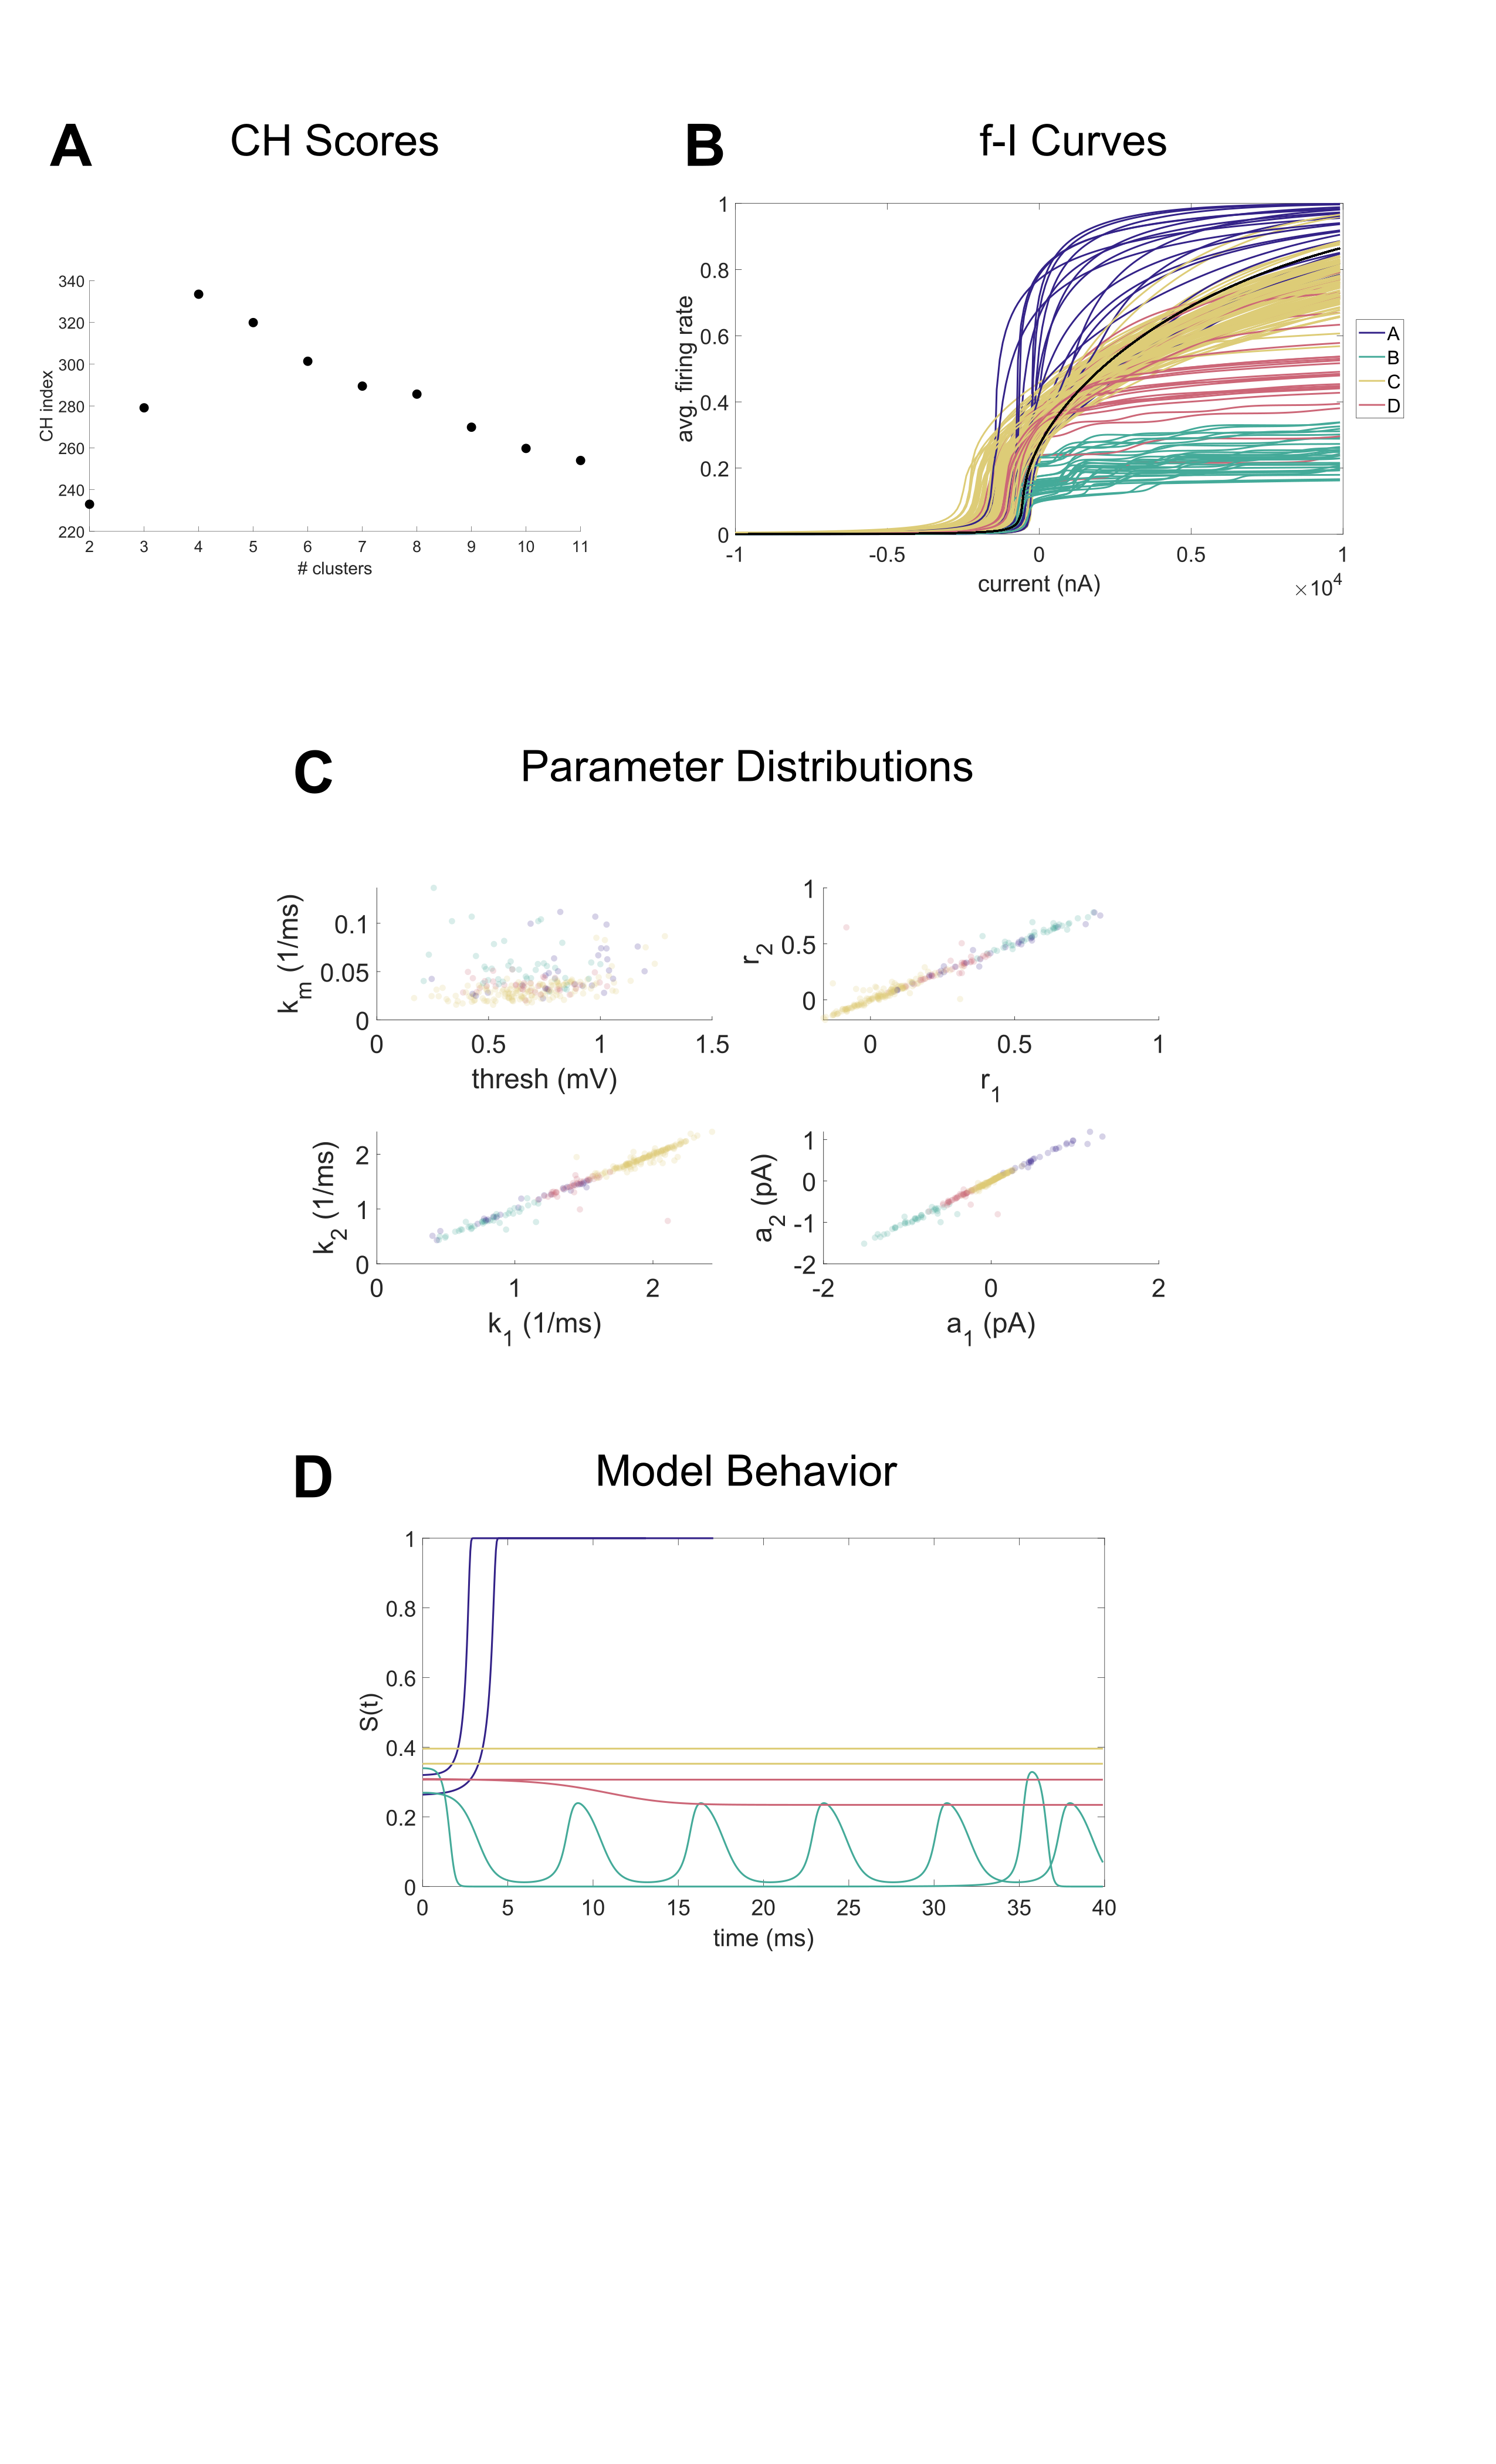 A CH Scores
340
320
300
280
260
240
220
CH index
2 3 4 5 6 7 8 9 10 11
# clusters
B f-I Curves
1
0.8
0.6
0.4
0.2
0
avg. firing rate
-1 -0.5 0 0.5 1
current (nA)
×10^4
A
B
C
D
C Parameter Distributions
0.1
0.05
0
k_m (1/ms)
0 0.5 1 1.5
thresh (mV)
1
0.5
0
r_2
0 0.5 1
r_1
2
1
0
k_2 (1/ms)
0 1 2
k_1 (1/ms)
1
0
-1
-2
a_2 (pA)
-2 0 2
a_1 (pA)
D Model Behavior
1
0.8
0.6
0.4
0.2
0
S(t)
0 5 10 15 20 25 30 35 40
time (ms)